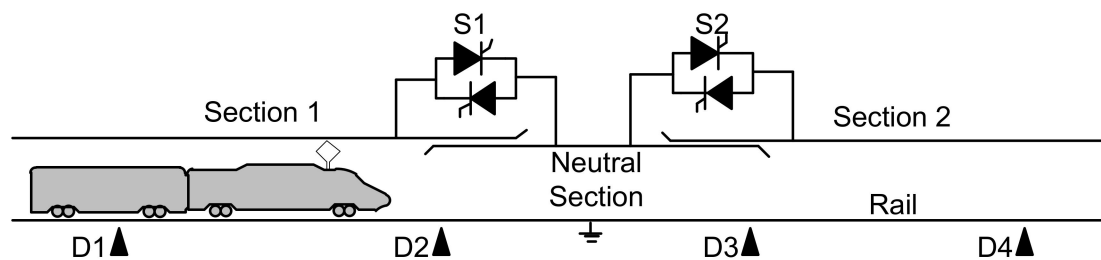 S1 S2
Section 1
Section 2
Neutral
Section
Rail
D1 D2 D3 D4